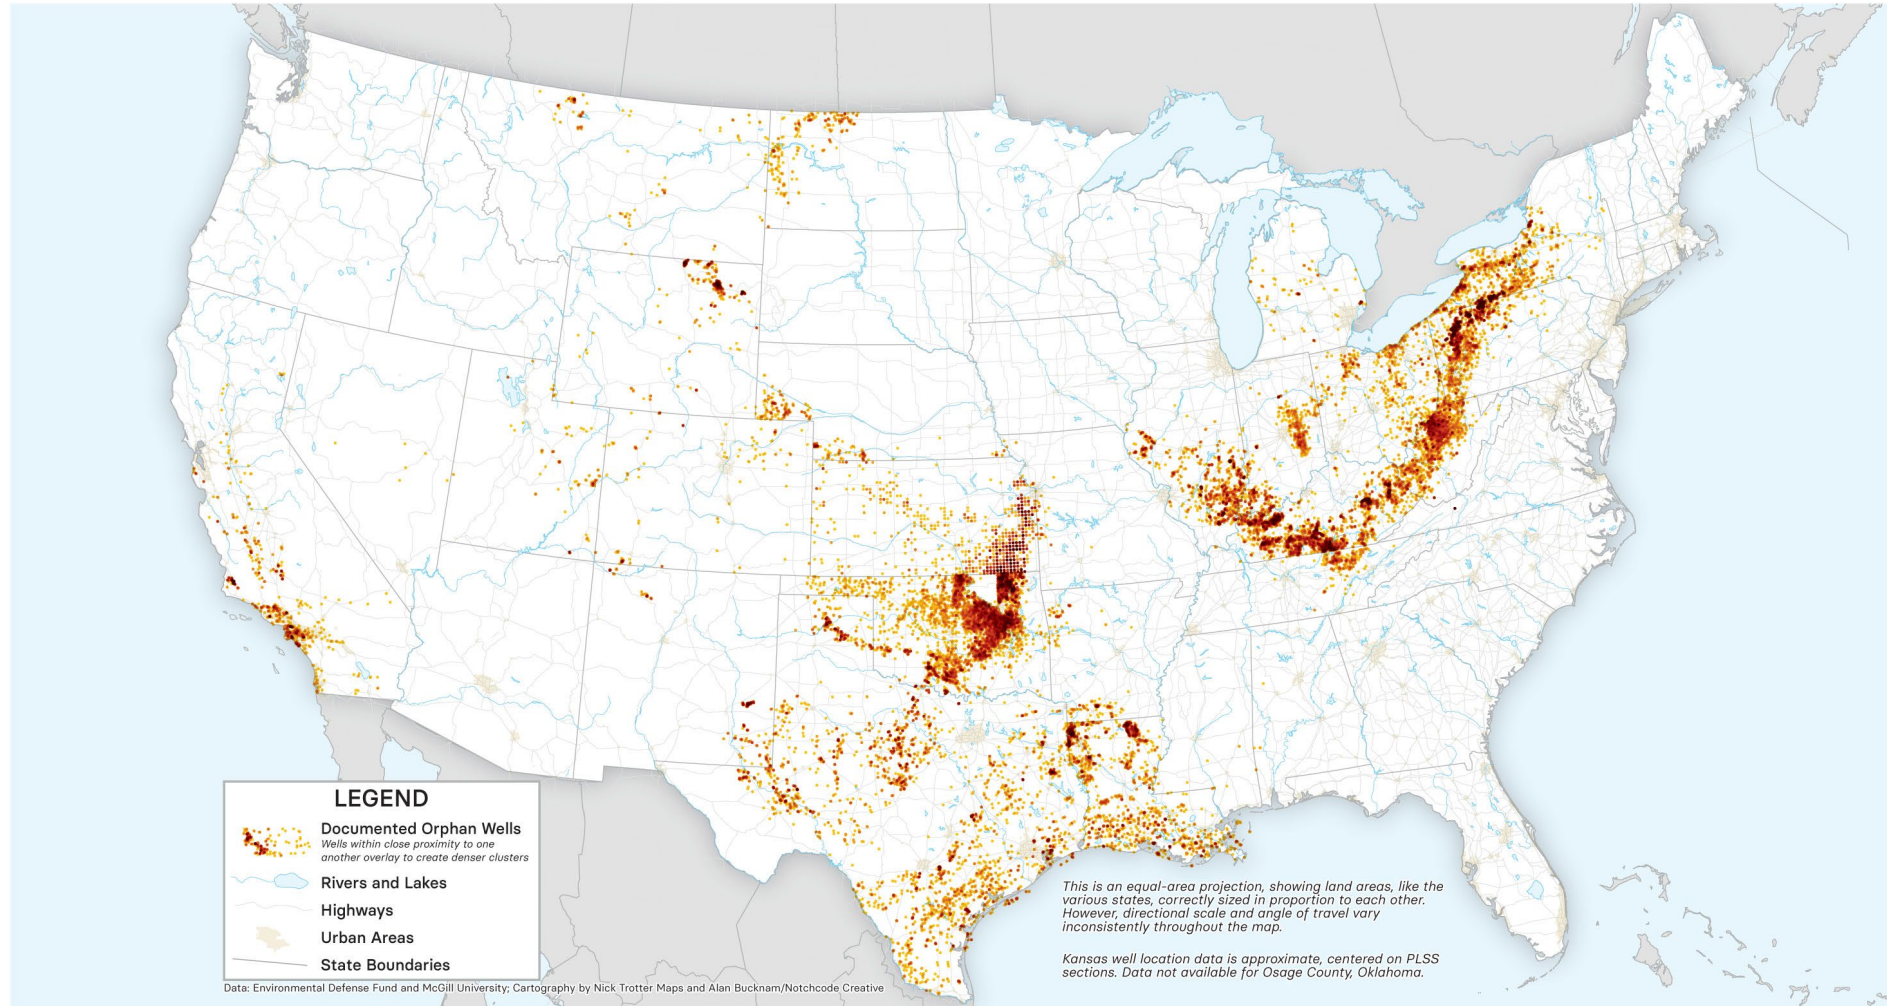 LEGEND
Documented Orphan Wells
Wells within close proximity to one
another overlay to create denser clusters
Rivers and Lakes
Highways
Urban Areas
State Boundaries
This is an equal-area projection, showing land areas, like the
various states, correctly sized in proportion to each other.
However, directional scale and angle of travel vary
inconsistently throughout the map.
Kansas well location data is approximate, centered on PLSS
sections. Data not available for Osage County, Oklahoma.
Data: Environmental Defense Fund and McGill University; Cartography by Nick Trotter Maps and Alan Bucknam/Notchcode Creative